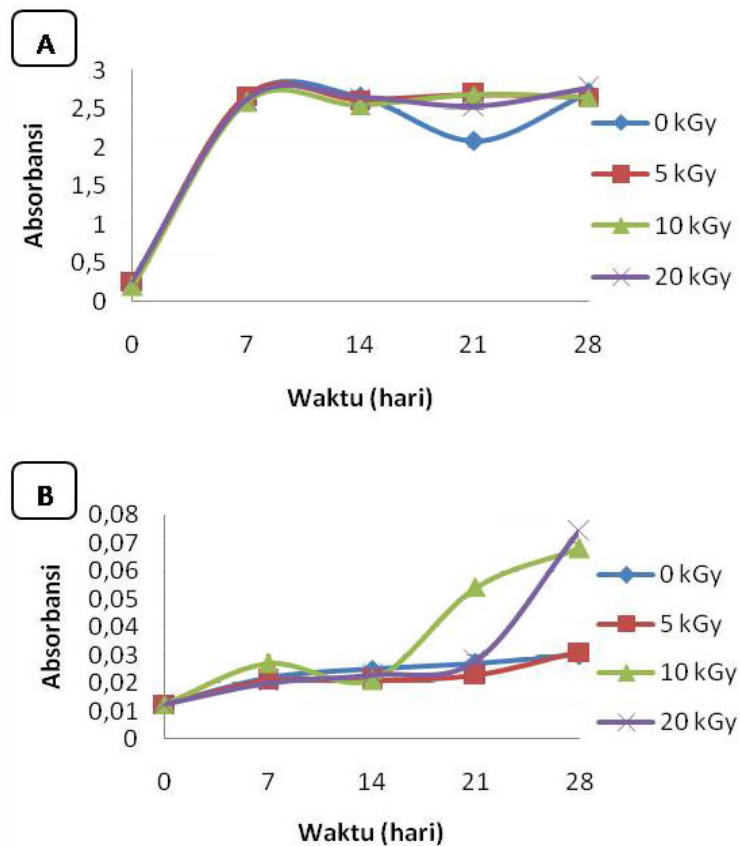 A
3
2,5
2
1,5
1
0,5
0
Absorbansi
0 7 14 21 28
Waktu (hari)
0 kGy
5 kGy
10 kGy
20 kGy
B
0,08
0,07
0,06
0,05
0,04
0,03
0,02
0,01
0
Absorbansi
0 7 14 21 28
Waktu (hari)
0 kGy
5 kGy
10 kGy
20 kGy